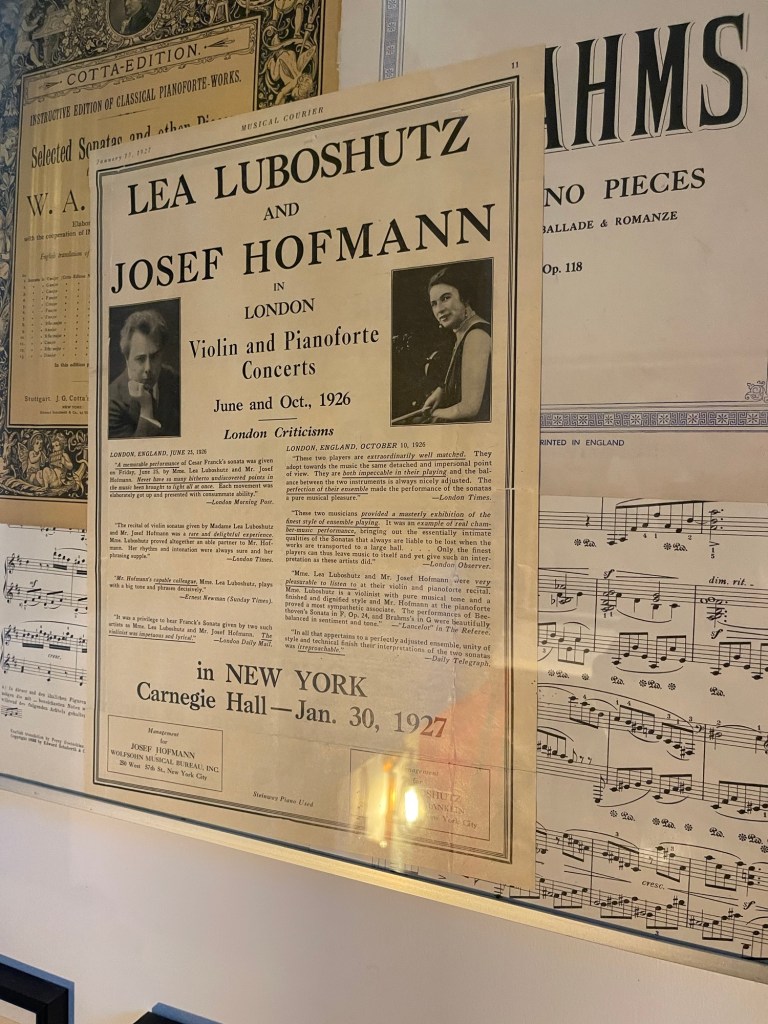 COTTA-EDITION.
INSTRUCTIVE EDITION OF CLASSICAL PIANOFORTE-WORKS.
Selected Sonatas and other
W. A.
Stuttgart. J. G. Cotta
AHMS
NO PIECES
BALLADE & ROMANZE
Op. 118
PRINTED IN ENGLAND
11
MUSICAL COURIER
LEA LUBOSHUTZ
AND
JOSEF HOFMANN
IN
LONDON
Violin and Pianoforte
Concerts
June and Oct., 1926
London Criticisms
LONDON, ENGLAND, JUNE 25, 1926
"A memorable performance of Cesar Franck's sonata was given
on Friday, June 25, by Mme. Lea Luboshutz and Mr. Josef
Hofmann. Never have so many hitherto undiscovered points in
the music been brought to light all at once. Each movement was
elaborately got up and presented with consummate ability."
—London Morning Post.
"The recital of violin sonatas given by Madame Lea Luboshutz
and Mr. Josef Hofmann was a rare and delightful experience.
Mme. Luboshutz proved altogether an able partner to Mr. Hof-
mann. Her rhythm and intonation were always sure and her
phrasing supple."
—London Times.
"Mr. Hofmann's capable colleague, Mme. Lea Luboshutz, plays
with a big tone and phrases decisively."
—Ernest Newman (Sunday Times).
"It was a privilege to hear Franck's Sonata given by two such
artists as Mme. Lea Luboshutz and Mr. Josef Hofmann. The
violinist was impetuous and lyrical."
—London Daily Mail.
LONDON, ENGLAND, OCTOBER 10, 1926
"These two players are extraordinarily well matched. They
adopt towards the music the same detached and impersonal point
of view. They are both impeccable in their playing and the bal-
ance between the two instruments is always nicely adjusted. The
perfection of their ensemble made the performance of the sonatas
a pure musical pleasure."
—London Times.
"These two musicians provided a masterly exhibition of the
finest style of ensemble playing. It was an example of real cham-
ber-music performance, bringing out the essentially intimate
qualities of the Sonatas that always are liable to be lost when the
works are transported to a large hall. . . . . Only the finest
players can thus leave music to itself and yet give such an inter-
pretation as these artists did."
—London Observer.
"Mme. Lea Luboshutz and Mr. Josef Hofmann were very
pleasurable to listen to at their violin and pianoforte recital.
Mme. Luboshutz is a violinist with pure musical tone and a
finished and dignified style and Mr. Hofmann at the pianoforte
proved a most sympathetic associate. The performances of Bee-
thoven's Sonata in F, Op. 24, and Brahms's in G were beautifully
balanced in sentiment and tone."
—"Lancelot" in The Referee.
"In all that appertains to a perfectly adjusted ensemble, unity of
style and technical finish their interpretations of the two sonatas
was irreproachable."
—Daily Telegraph.
in NEW YORK
Carnegie Hall—Jan. 30, 1927
Management
for
JOSEF HOFMANN
WOLFSOHN MUSICAL BUREAU, INC.
West 57th St., New York City
York City
Steinway Piano Used
dim. rit.
cresc.
sf